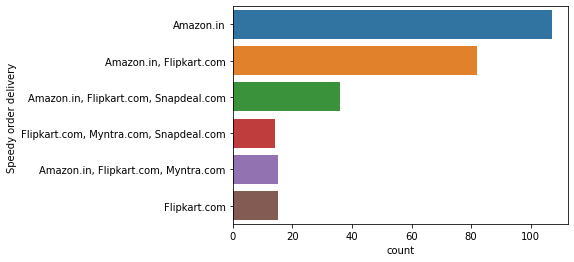 Speedy order delivery
Amazon.in
Amazon.in, Flipkart.com
Amazon.in, Flipkart.com, Snapdeal.com
Flipkart.com, Myntra.com, Snapdeal.com
Amazon.in, Flipkart.com, Myntra.com
Flipkart.com
0 20 40 60 80 100
count